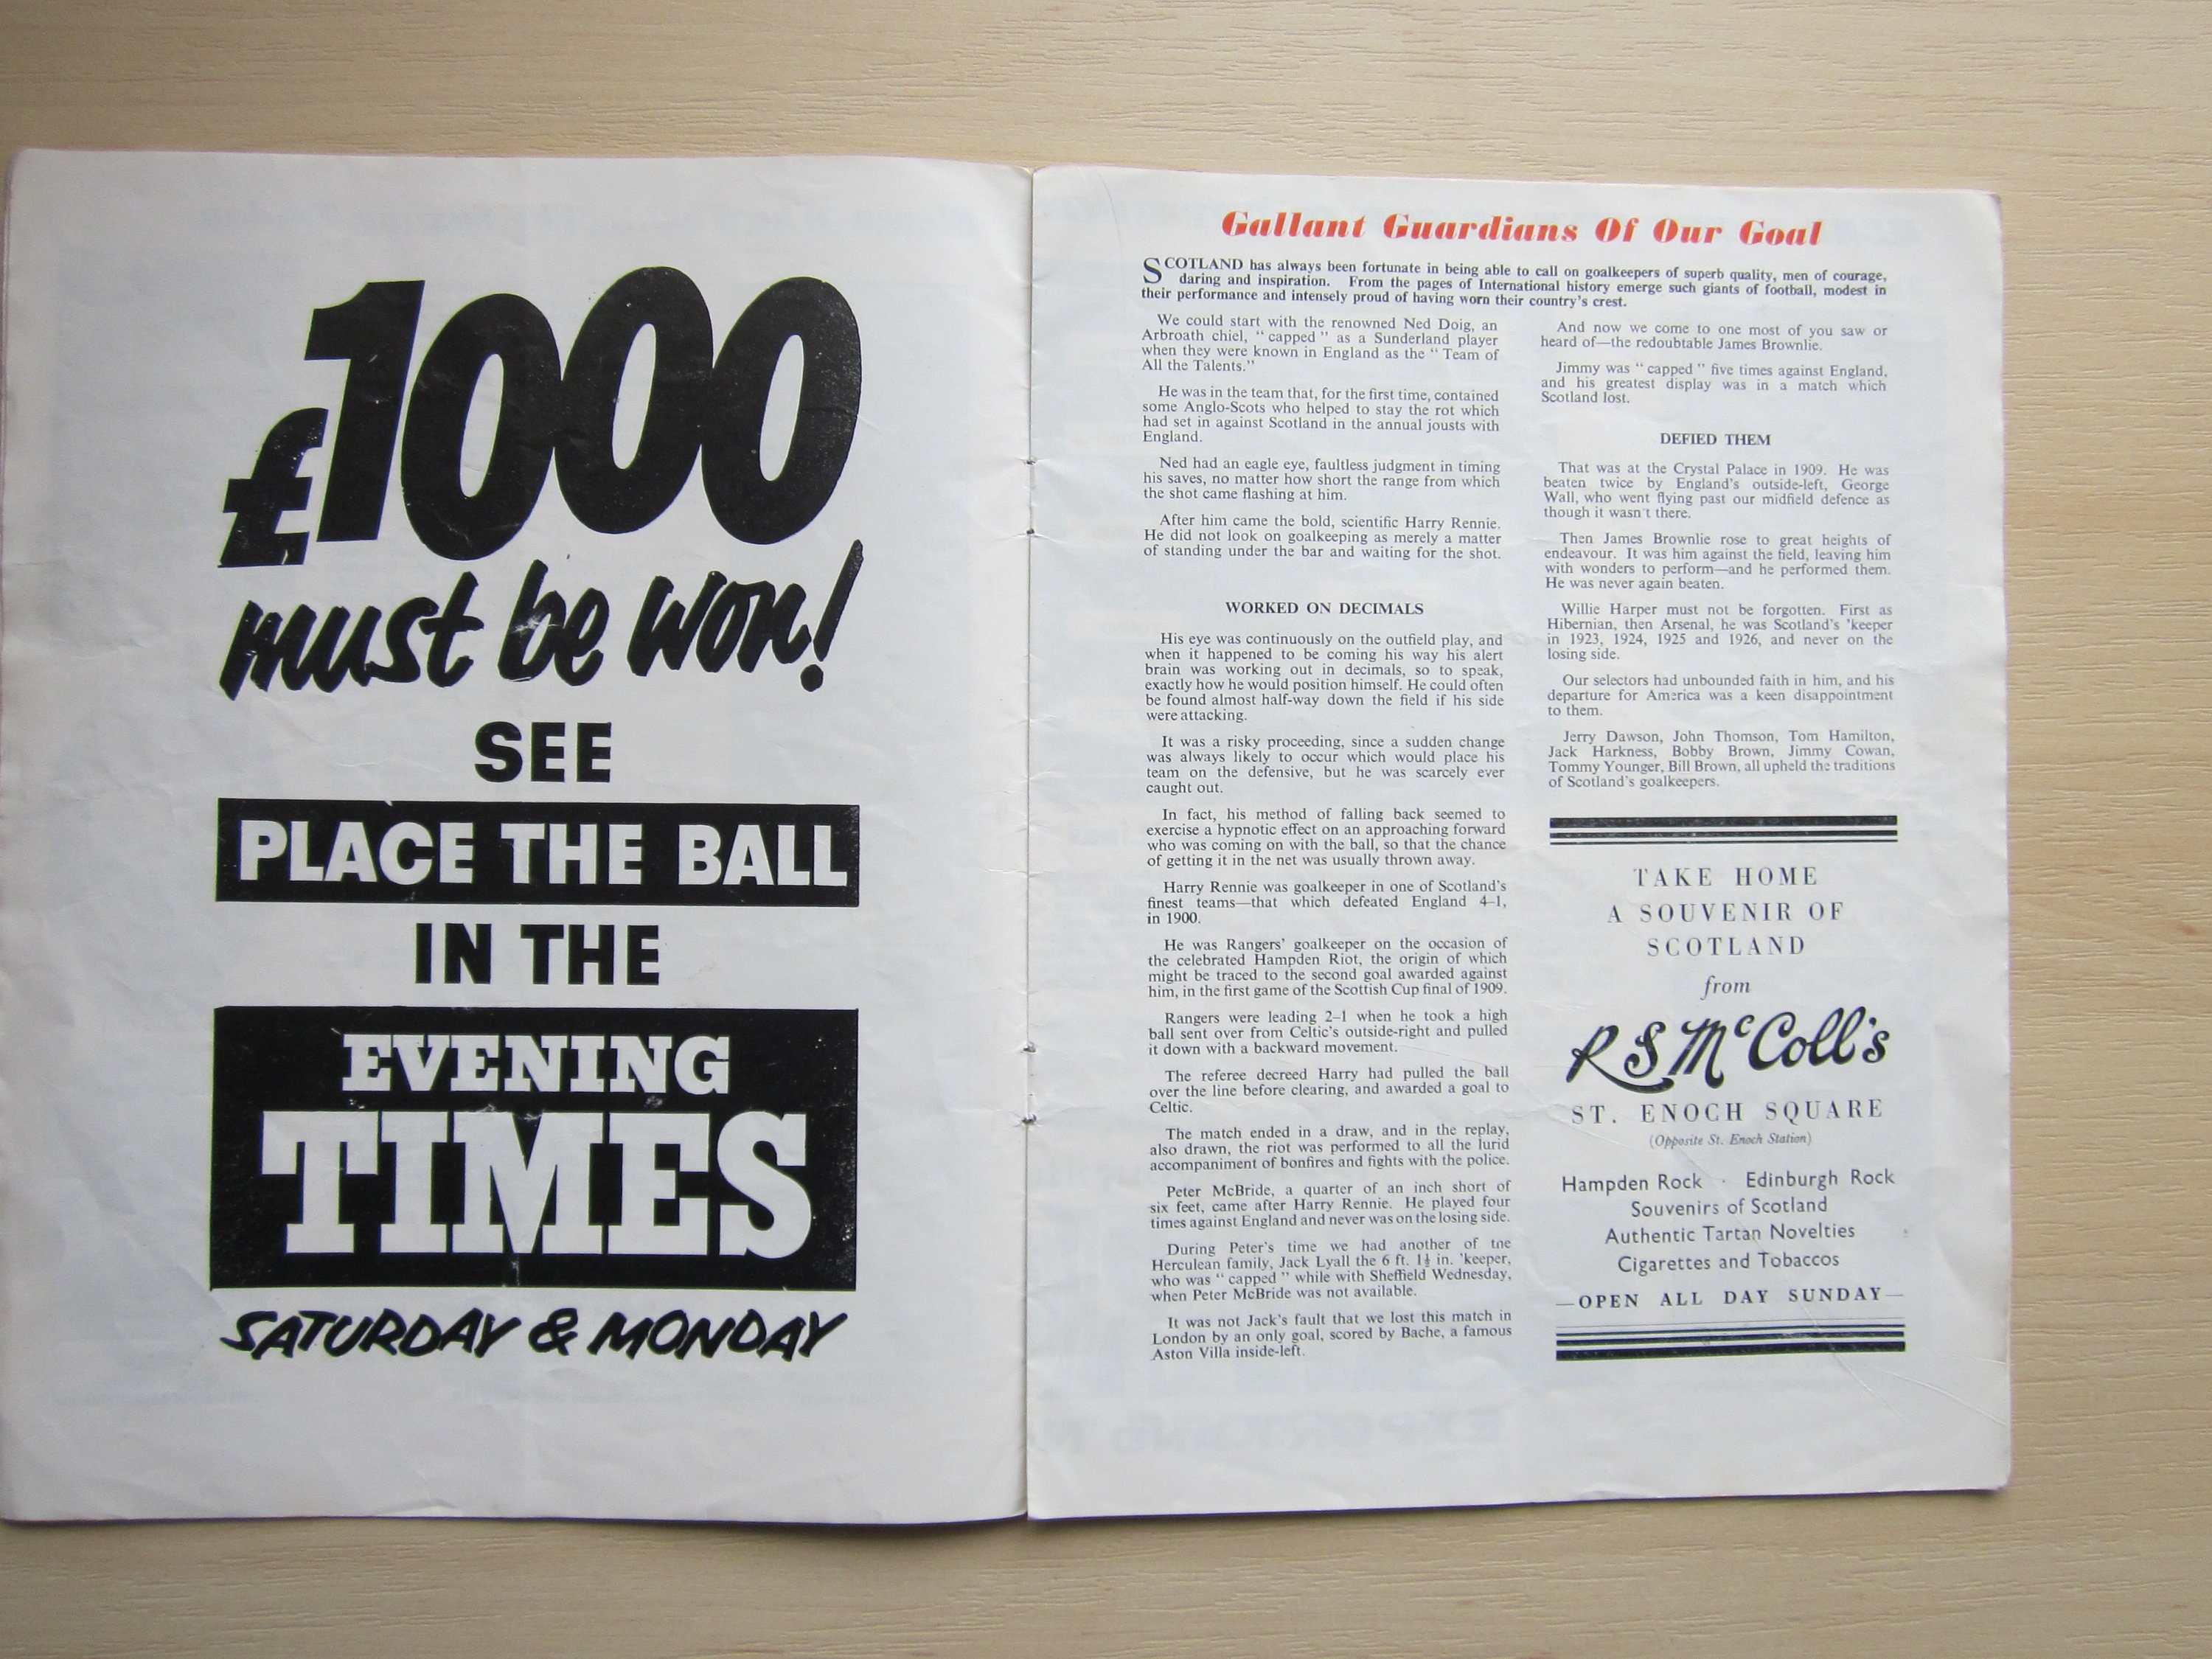 £1000
must be won!
SEE
PLACE THE BALL
IN THE
EVENING
TIMES
SATURDAY & MONDAY
Gallant Guardians Of Our Goal
SCOTLAND has always been fortunate in being able to call on goalkeepers of superb quality, men of courage,
daring and inspiration. From the pages of International history emerge such giants of football, modest in
their performance and intensely proud of having worn their country's crest.
We could start with the renowned Ned Doig, an
Arbroath chiel, " capped " as a Sunderland player
when they were known in England as the " Team of
All the Talents."
He was in the team that, for the first time, contained
some Anglo-Scots who helped to stay the rot which
had set in against Scotland in the annual jousts with
England.
Ned had an eagle eye, faultless judgment in timing
his saves, no matter how short the range from which
the shot came flashing at him.
After him came the bold, scientific Harry Rennie.
He did not look on goalkeeping as merely a matter
of standing under the bar and waiting for the shot.
WORKED ON DECIMALS
His eye was continuously on the outfield play, and
when it happened to be coming his way his alert
brain was working out in decimals, so to speak,
exactly how he would position himself. He could often
be found almost half-way down the field if his side
were attacking.
It was a risky proceeding, since a sudden change
was always likely to occur which would place his
team on the defensive, but he was scarcely ever
caught out.
In fact, his method of falling back seemed to
exercise a hypnotic effect on an approaching forward
who was coming on with the ball, so that the chance
of getting it in the net was usually thrown away.
Harry Rennie was goalkeeper in one of Scotland's
finest teams—that which defeated England 4-1,
in 1900.
He was Rangers' goalkeeper on the occasion of
the celebrated Hampden Riot, the origin of which
might be traced to the second goal awarded against
him, in the first game of the Scottish Cup final of 1909.
Rangers were leading 2-1 when he took a high
ball sent over from Celtic's outside-right and pulled
it down with a backward movement.
The referee decreed Harry had pulled the ball
over the line before clearing, and awarded a goal to
Celtic.
The match ended in a draw, and in the replay,
also drawn, the riot was performed to all the lurid
accompaniment of bonfires and fights with the police.
Peter McBride, a quarter of an inch short of
six feet, came after Harry Rennie. He played four
times against England and never was on the losing side.
During Peter's time we had another of tne
Herculean family, Jack Lyall the 6 ft. 1½ in. 'keeper,
who was " capped " while with Sheffield Wednesday,
when Peter McBride was not available.
It was not Jack's fault that we lost this match in
London by an only goal, scored by Bache, a famous
Aston Villa inside-left.
And now we come to one most of you saw or
heard of—the redoubtable James Brownlie.
Jimmy was " capped " five times against England,
and his greatest display was in a match which
Scotland lost.
DEFIED THEM
That was at the Crystal Palace in 1909. He was
beaten twice by England's outside-left, George
Wall, who went flying past our midfield defence as
though it wasn't there.
Then James Brownlie rose to great heights of
endeavour. It was him against the field, leaving him
with wonders to perform—and he performed them.
He was never again beaten.
Willie Harper must not be forgotten. First as
Hibernian, then Arsenal, he was Scotland's 'keeper
in 1923, 1924, 1925 and 1926, and never on the
losing side.
Our selectors had unbounded faith in him, and his
departure for America was a keen disappointment
to them.
Jerry Dawson, John Thomson, Tom Hamilton,
Jack Harkness, Bobby Brown, Jimmy Cowan,
Tommy Younger, Bill Brown, all upheld the traditions
of Scotland's goalkeepers.
TAKE HOME
A SOUVENIR OF
SCOTLAND
from
R S McColl's
ST. ENOCH SQUARE
(Opposite St. Enoch Station)
Hampden Rock · Edinburgh Rock
Souvenirs of Scotland
Authentic Tartan Novelties
Cigarettes and Tobaccos
—OPEN ALL DAY SUNDAY—